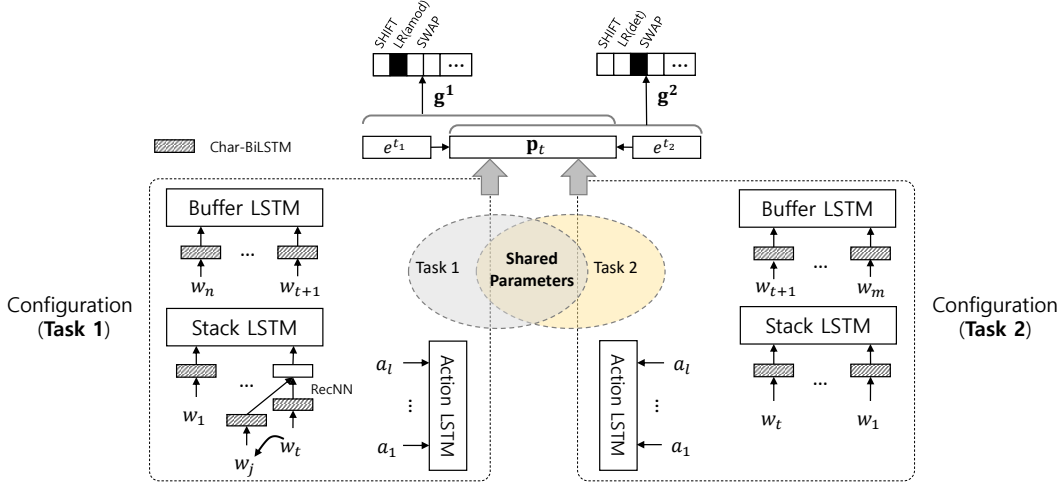 SHIFT LR(amod) SWAP
SHIFT LR(det) SWAP
...
...
g¹
g²
e^{t₁}
p_t
e^{t₂}
Char-BiLSTM
Buffer LSTM
Buffer LSTM
...
...
w_n
w_{t+1}
w_{t+1}
w_m
Task 1
Shared
Parameters
Task 2
Configuration
(Task 1)
Configuration
(Task 2)
Stack LSTM
Stack LSTM
...
...
RecNN
w_1
w_j
w_t
w_t
w_1
a_l
...
a_1
Action LSTM
Action LSTM
a_l
...
a_1